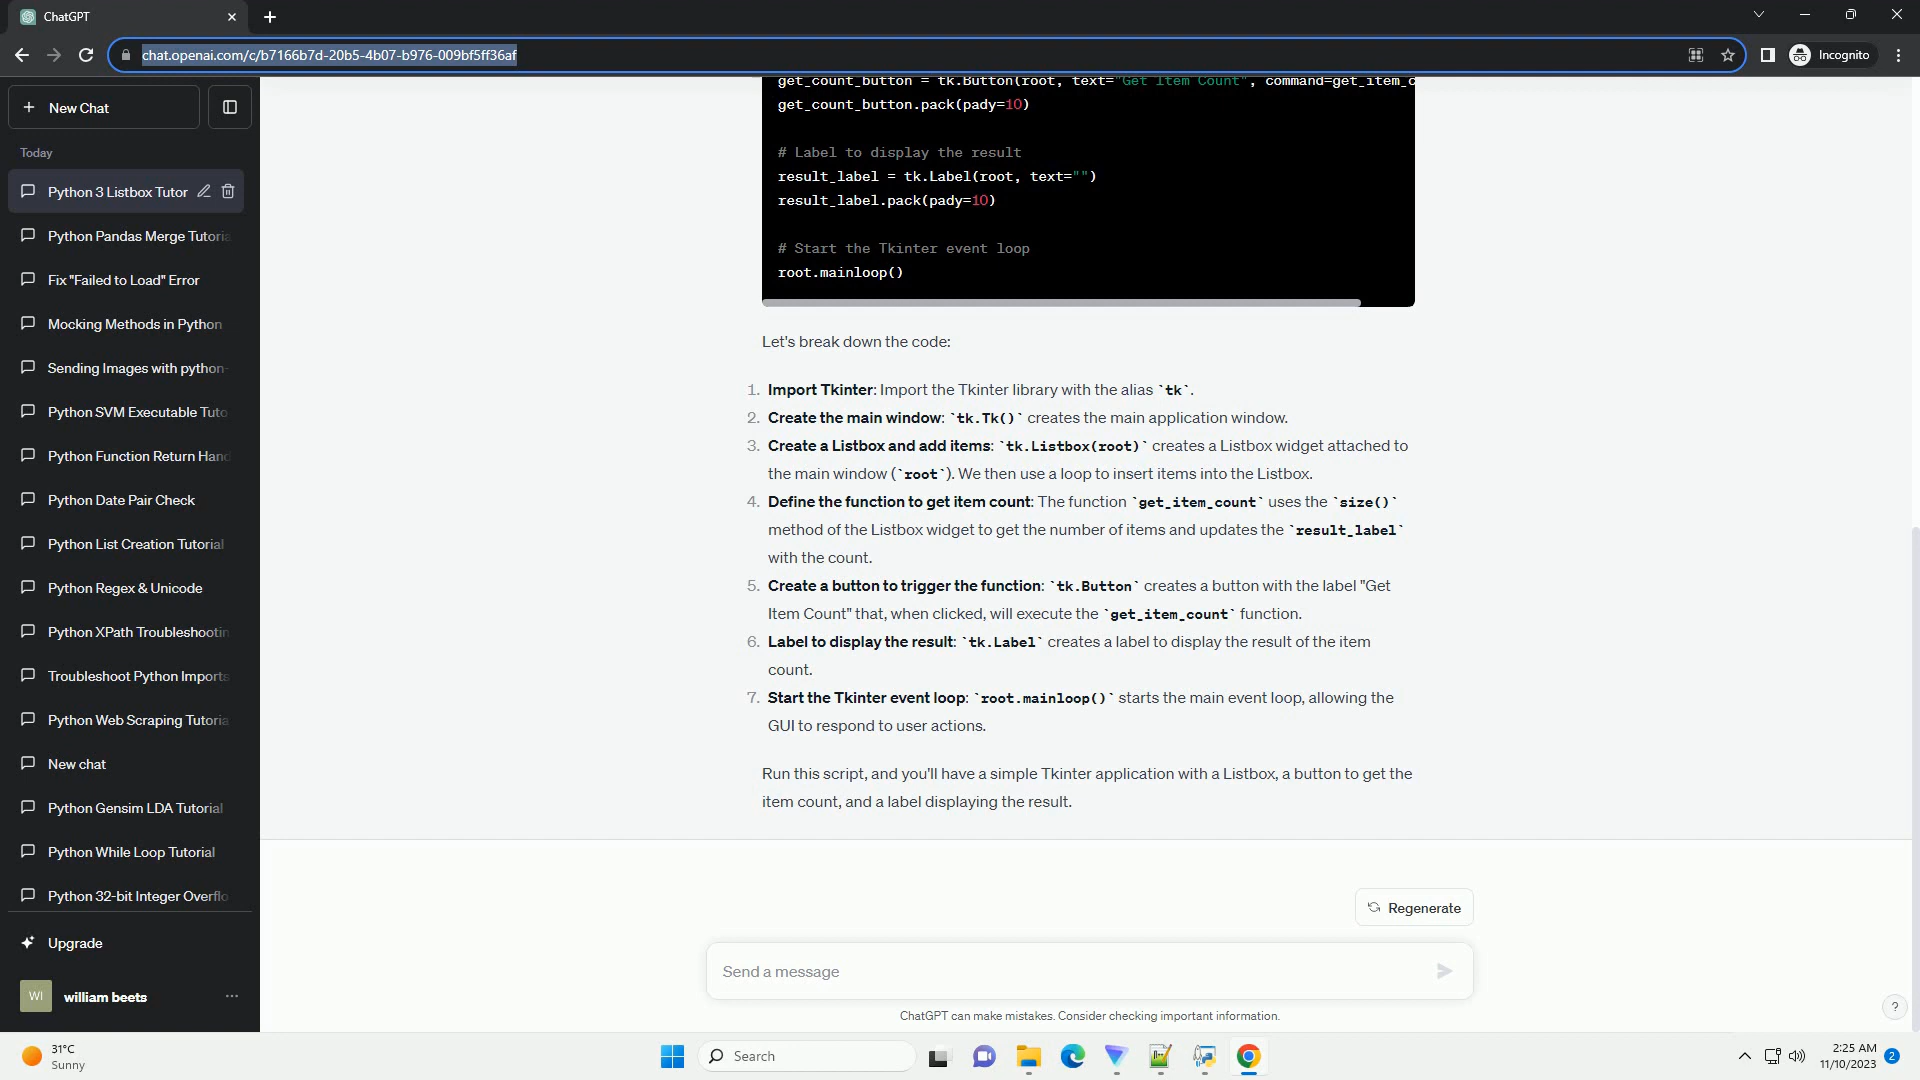 ChatGPT
chat.openai.com/c/b7166b7d-20b5-4b07-b976-009bf5ff36af
Incognito
New Chat
Today
Python 3 Listbox Tutor
Python Pandas Merge Tutoria
Fix "Failed to Load" Error
Mocking Methods in Python
Sending Images with python-
Python SVM Executable Tuto
Python Function Return Hand
Python Date Pair Check
Python List Creation Tutorial
Python Regex & Unicode
Python XPath Troubleshootin
Troubleshoot Python Imports
Python Web Scraping Tutoria
New chat
Python Gensim LDA Tutorial
Python While Loop Tutorial
Python 32-bit Integer Overflo
Upgrade
WI
william beets
get_count_button = tk.Button(root, text="Get Item Count", command=get_item_c
get_count_button.pack(pady=10)
# Label to display the result
result_label = tk.Label(root, text="")
result_label.pack(pady=10)
# Start the Tkinter event loop
root.mainloop()
Let's break down the code:
1. Import Tkinter: Import the Tkinter library with the alias `tk`.
2. Create the main window: `tk.Tk()` creates the main application window.
3. Create a Listbox and add items: `tk.Listbox(root)` creates a Listbox widget attached to
the main window (`root`). We then use a loop to insert items into the Listbox.
4. Define the function to get item count: The function `get_item_count` uses the `size()`
method of the Listbox widget to get the number of items and updates the `result_label`
with the count.
5. Create a button to trigger the function: `tk.Button` creates a button with the label "Get
Item Count" that, when clicked, will execute the `get_item_count` function.
6. Label to display the result: `tk.Label` creates a label to display the result of the item
count.
7. Start the Tkinter event loop: `root.mainloop()` starts the main event loop, allowing the
GUI to respond to user actions.
Run this script, and you'll have a simple Tkinter application with a Listbox, a button to get the
item count, and a label displaying the result.
Regenerate
Send a message
ChatGPT can make mistakes. Consider checking important information.
?
31°C
Sunny
Search
2:25 AM
11/10/2023
2